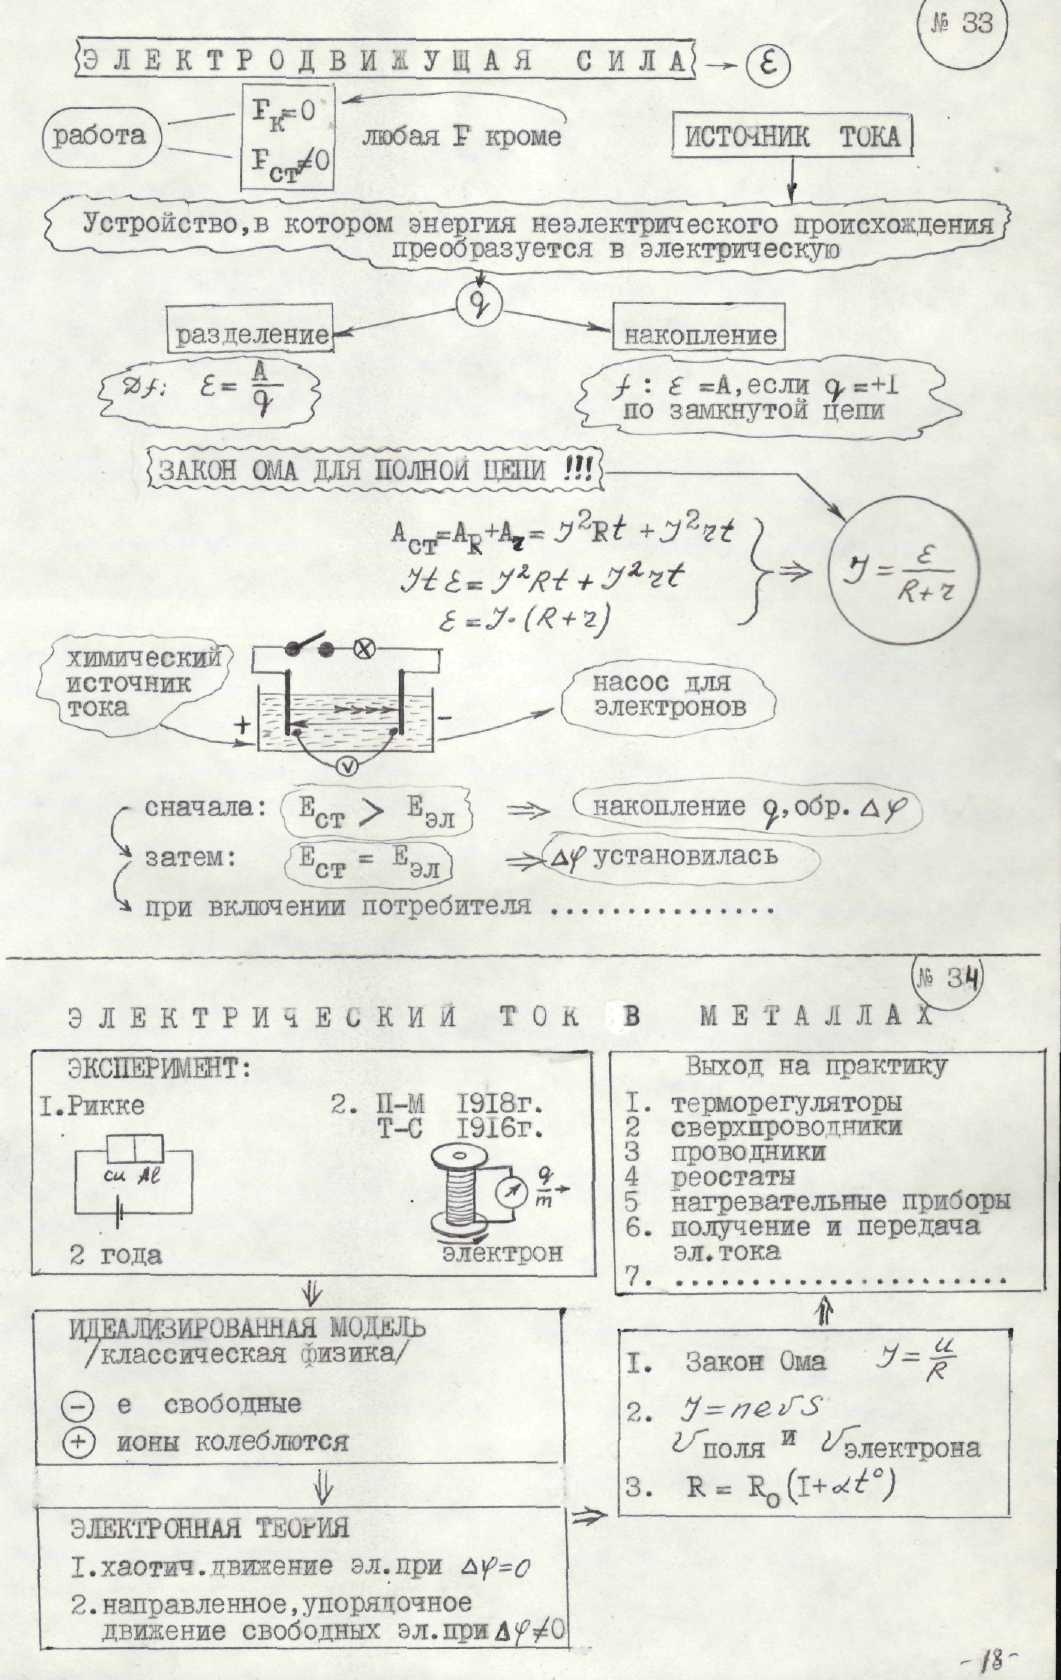 № 33
ЭЛЕКТРОДВИЖУЩАЯ СИЛА → ℰ
работа
Fк=0
Fст≠0
любая F кроме
ИСТОЧНИК ТОКА
Устройство, в котором энергия неэлектрического происхождения
преобразуется в электрическую
q
разделение
накопление
Df: ℰ = A/q
f : ℰ =A, если q =+I
по замкнутой цепи
ЗАКОН ОМА ДЛЯ ПОЛНОЙ ЦЕПИ !!!
Aст=AR+Ar= J²Rt + J²rt
Jt ℰ = J²Rt + J²rt
ℰ = J·(R+r)
⇒ J = ℰ/(R+r)
химический
источник
тока
+
-
V
насос для
электронов
сначала: Eст > Eэл ⇒ накопление q, обр. Δφ
затем: Eст = Eэл ⇒ Δφ установилась
при включении потребителя ...............
№ 34
ЭЛЕКТРИЧЕСКИЙ ТОК В МЕТАЛЛАХ
ЭКСПЕРИМЕНТ:
I.Рикке
2. П-М I9I8г.
Т-С I9I6г.
Cu Al
q/m
2 года
электрон
Выход на практику
I. терморегуляторы
2 сверхпроводники
3 проводники
4 реостаты
5 нагревательные приборы
6. получение и передача
эл.тока
7. ......................
ИДЕАЛИЗИРОВАННАЯ МОДЕЛЬ
/классическая физика/
- е свободные
+ ионы колеблются
I. Закон Ома J = U/R
2. J = nevS
v поля и v электрона
3. R = R₀(I+αt°)
ЭЛЕКТРОННАЯ ТЕОРИЯ
I.хаотич.движение эл.при Δφ=0
2.направленное,упорядочное
движение свободных эл.при Δφ≠0
-18-